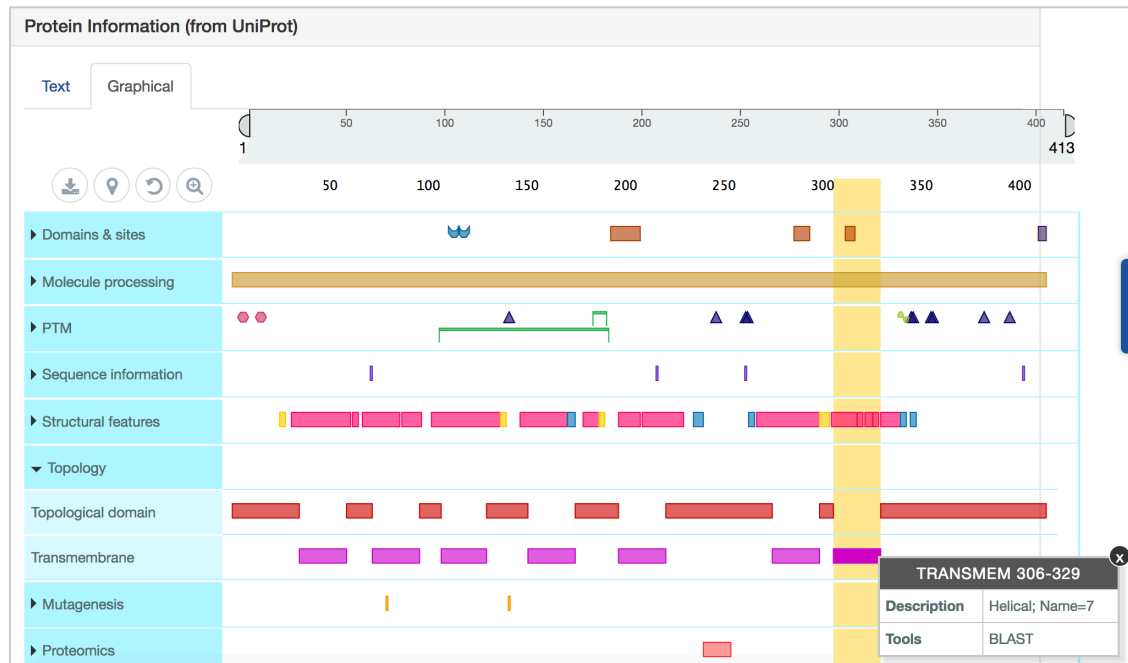 Protein Information (from UniProt)
Text Graphical
50 100 150 200 250 300 350 400
1 413
50 100 150 200 250 300 350 400
Domains & sites
Molecule processing
PTM
Sequence information
Structural features
Topology
Topological domain
Transmembrane
x
TRANSMEM 306-329
Description Helical; Name=7
Mutagenesis
Tools BLAST
Proteomics